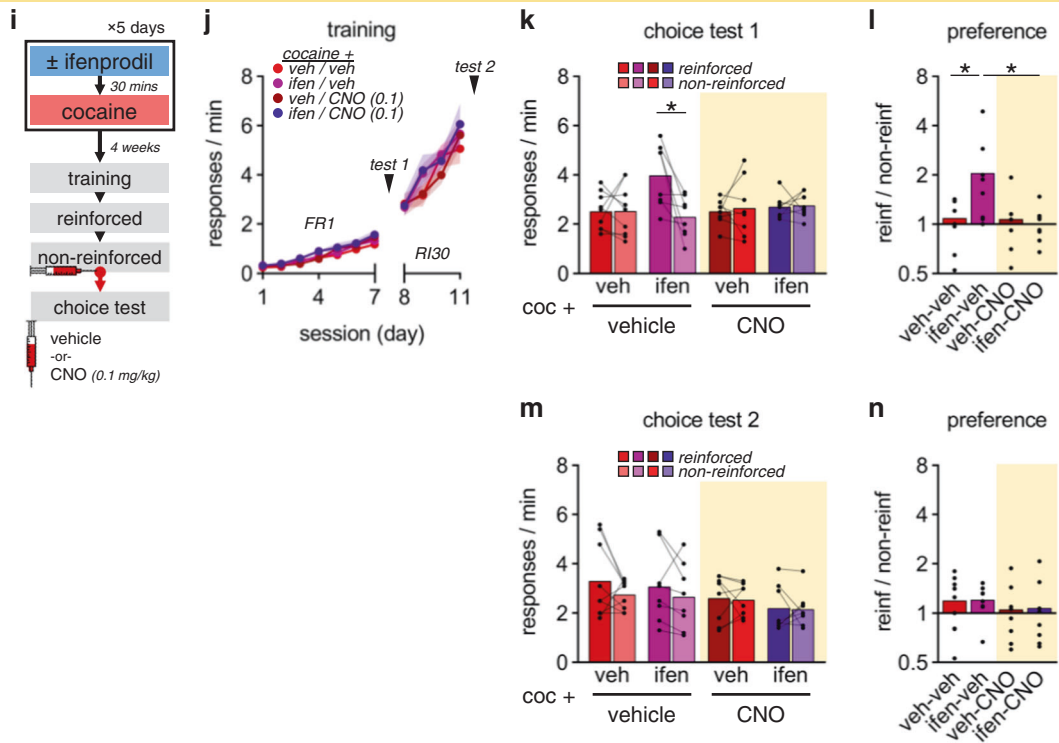 i
×5 days
± ifenprodil
30 mins
cocaine
4 weeks
training
reinforced
non-reinforced
choice test
vehicle
-or-
CNO (0.1 mg/kg)
j
training
cocaine +
veh / veh
ifen / veh
veh / CNO (0.1)
ifen / CNO (0.1)
test 2
test 1
FR1
RI30
responses / min
8
6
4
2
0
1
4
7
8
11
session (day)
k
choice test 1
reinforced
non-reinforced
*
responses / min
8
6
4
2
0
veh
ifen
veh
ifen
coc +
vehicle
CNO
l
preference
* *
reinf / non-reinf
8
4
2
1
0.5
veh-veh
ifen-veh
veh-CNO
ifen-CNO
m
choice test 2
reinforced
non-reinforced
responses / min
8
6
4
2
0
veh
ifen
veh
ifen
coc +
vehicle
CNO
n
preference
reinf / non-reinf
8
4
2
1
0.5
veh-veh
ifen-veh
veh-CNO
ifen-CNO